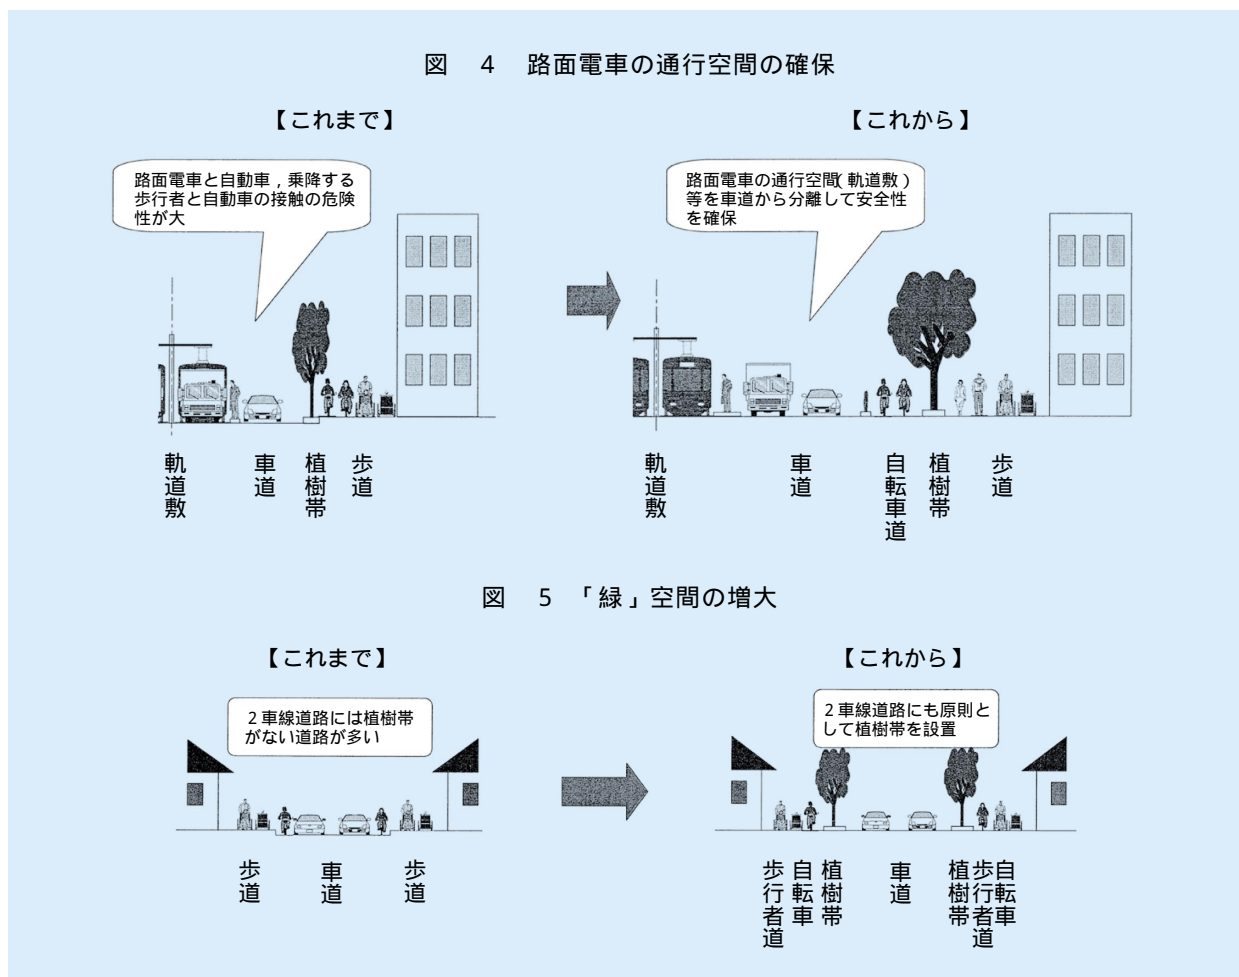 図 4 路面電車の通行空間の確保
【これまで】
【これから】
路面電車と自動車，乗降する
歩行者と自動車の接触の危険
性が大
路面電車の通行空間（軌道敷）
等を車道から分離して安全性
を確保
軌道敷
車道
植樹帯
歩道
軌道敷
車道
自転車道
植樹帯
歩道
図 5 「緑」空間の増大
【これまで】
【これから】
２車線道路には植樹帯
がない道路が多い
２車線道路にも原則と
して植樹帯を設置
歩道
車道
歩道
歩行者道
自転車
植樹帯
車道
植樹帯
歩行者道
自転車